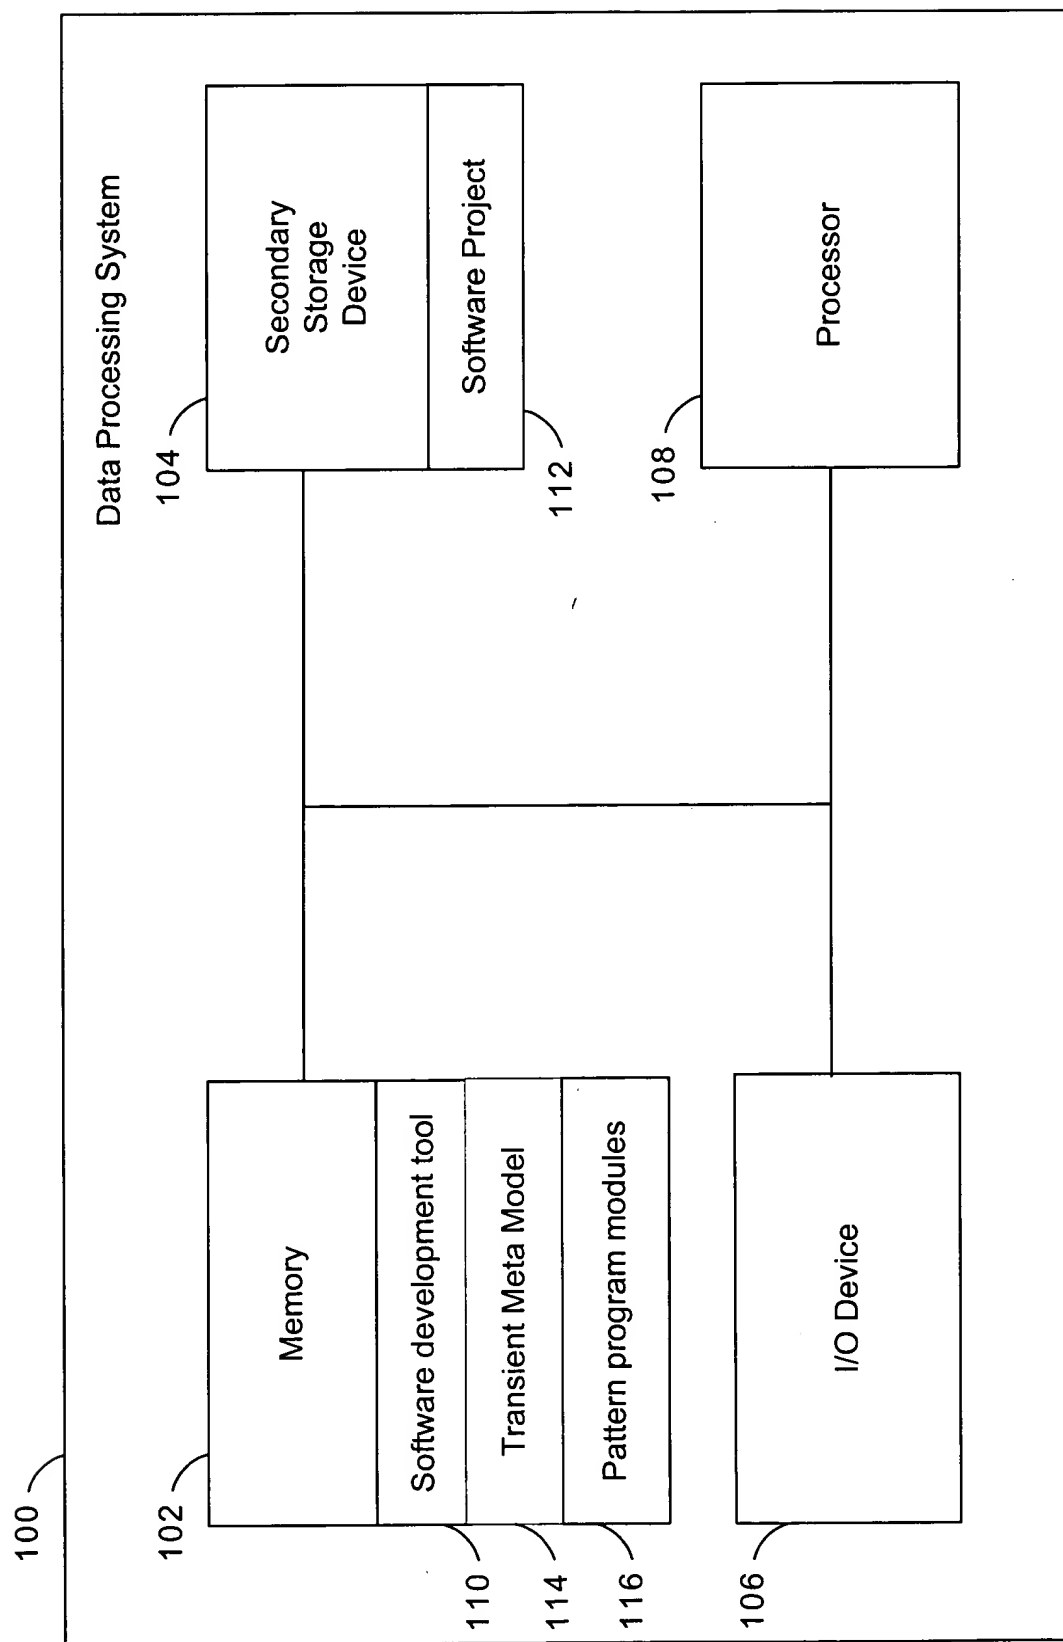 100
Data Processing System
102
Memory
Software development tool
110
Transient Meta Model
114
Pattern program modules
116
104
Secondary
Storage
Device
Software Project
112
106
I/O Device
108
Processor